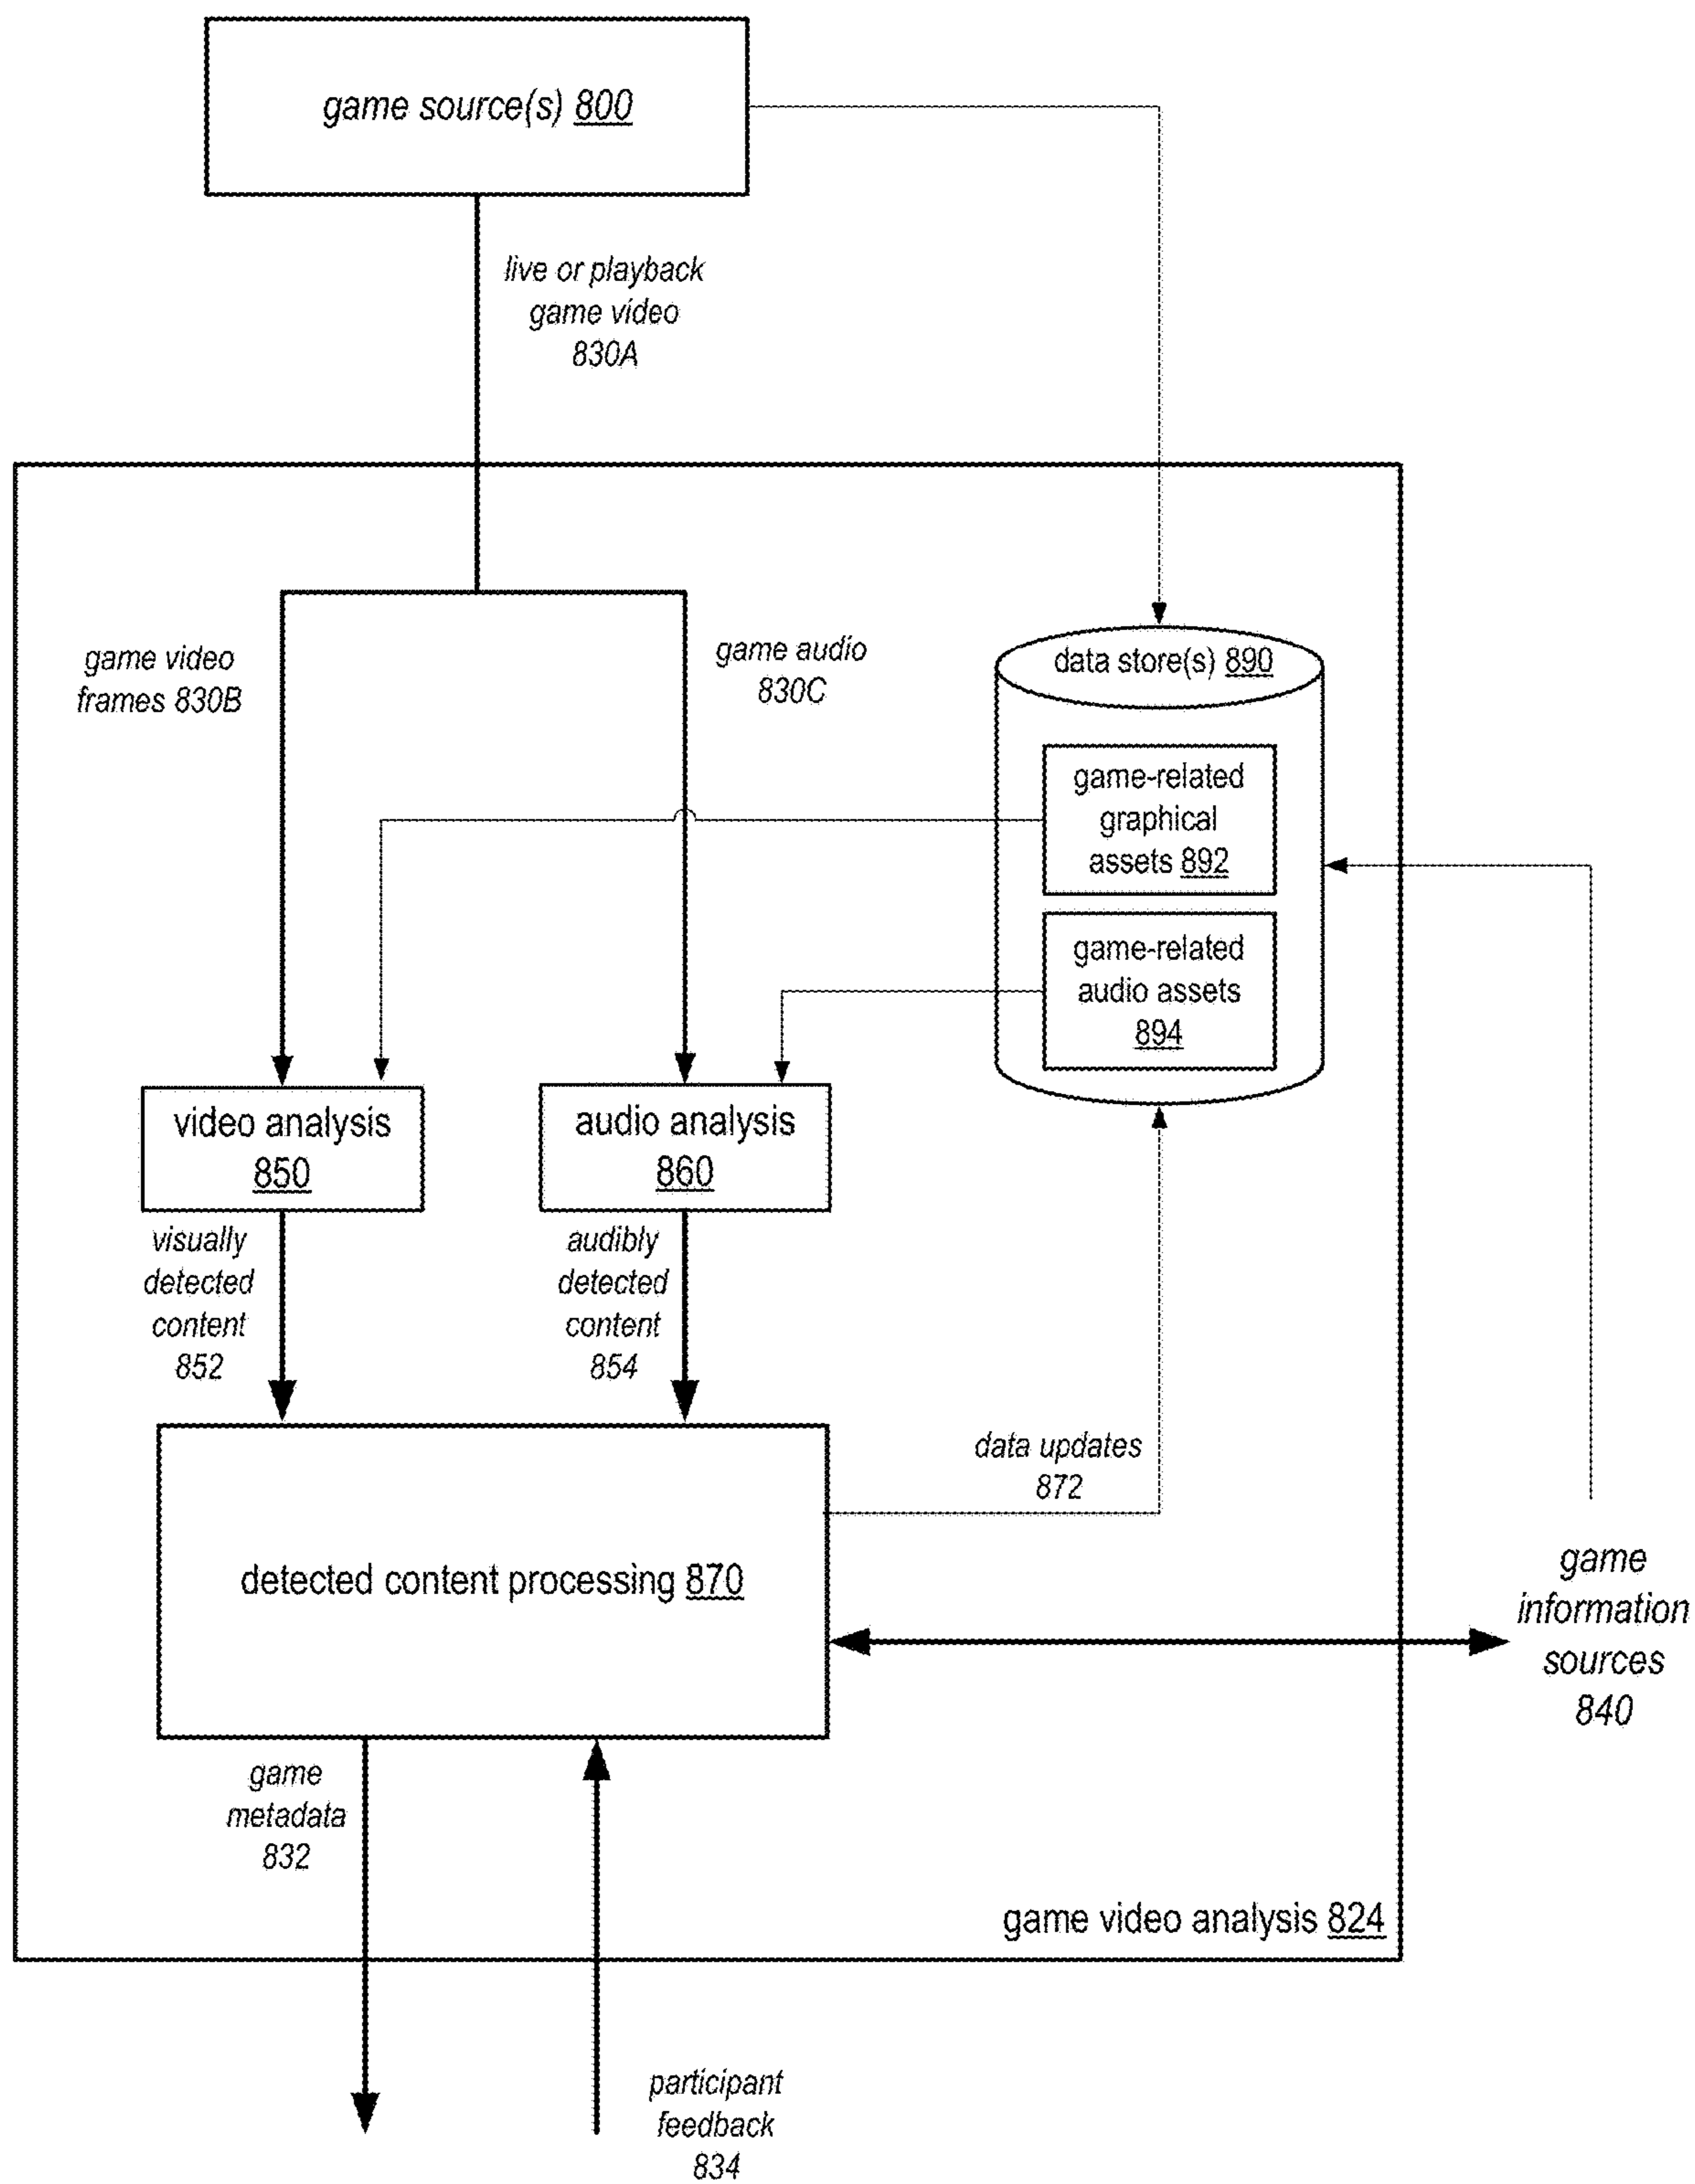 game source(s) 800
live or playback
game video
830A
game video
frames 830B
game audio
830C
data store(s) 890
game-related
graphical
assets 892
game-related
audio assets
894
video analysis
850
audio analysis
860
visually
detected
content
852
audibly
detected
content
854
data updates
872
detected content processing 870
game
information
sources
840
game
metadata
832
game video analysis 824
participant
feedback
834